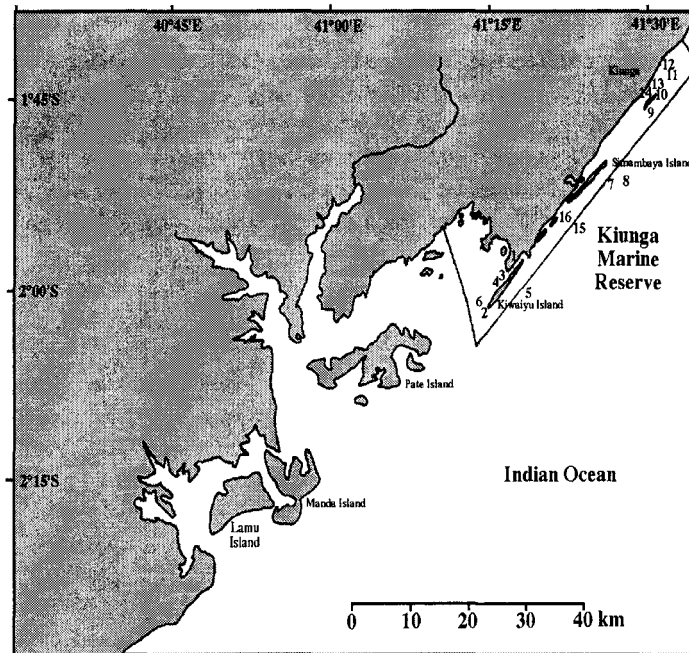 40°45'E 41°00'E 41°15'E 41°30'E
Kiunga
12
11
13
14 10
1°45'S
9
Simambaya Island
7 8
16
15
Kiunga
Marine
Reserve
1
3
4
2°00'S
5
6
Kiwaiyu Island
2
Pate Island
2°15'S
Indian Ocean
Manda Island
Lamu
Island
0 10 20 30 40 km